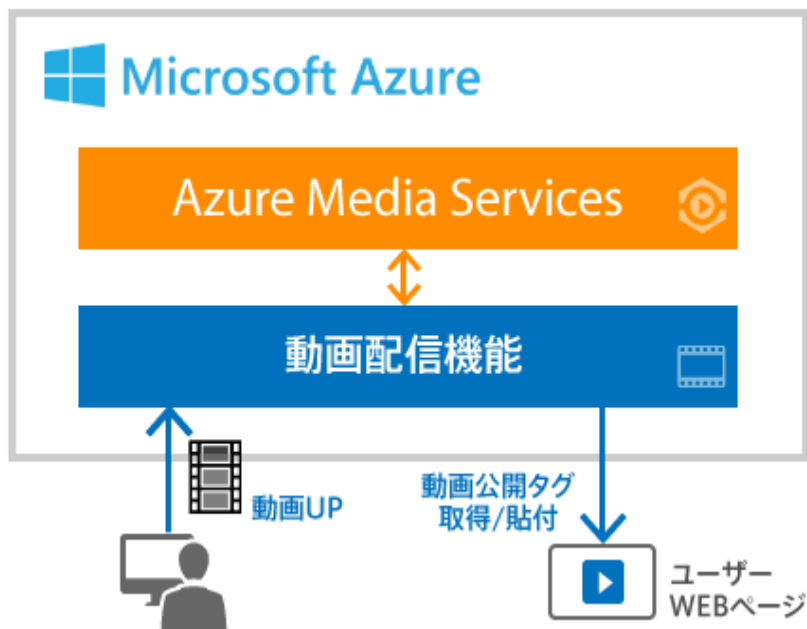 Microsoft Azure
Azure Media Services
動画配信機能
動画UP
動画公開タグ
取得/貼付
ユーザー
WEBページ